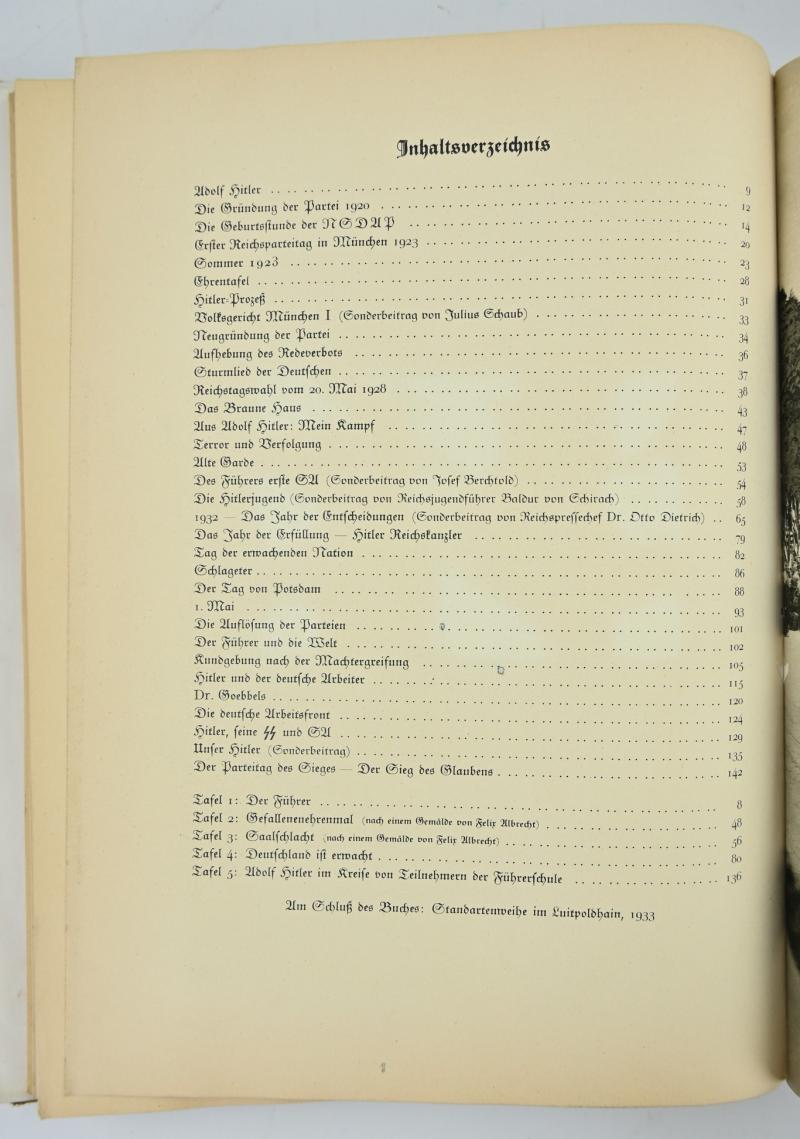 Inhaltsverzeichnis
Adolf Hitler 9
Die Gründung der Partei 1920 12
Die Geburtsstunde der NSDAP 14
Erster Reichsparteitag in München 1923 20
Sommer 1923 23
Ehrentafel 28
Hitler-Prozeß 31
Volksgericht München I (Sonderbeitrag von Julius Schaub) 33
Neugründung der Partei 34
Aufhebung des Redeverbots 36
Sturmlied der Deutschen 37
Reichstagswahl vom 20. Mai 1928 38
Das Braune Haus 43
Aus Adolf Hitler: Mein Kampf 47
Terror und Verfolgung 48
Alte Garde 53
Des Führers erste SA (Sonderbeitrag von Josef Berchtold) 54
Die Hitlerjugend (Sonderbeitrag von Reichsjugendführer Baldur von Schirach) 58
1932 — Das Jahr der Entscheidungen (Sonderbeitrag von Reichspressechef Dr. Otto Dietrich) 65
Das Jahr der Erfüllung — Hitler Reichskanzler 79
Tag der erwachenden Nation 82
Schlageter 86
Der Tag von Potsdam 88
1. Mai 93
Die Auflösung der Parteien 101
Der Führer und die Welt 102
Kundgebung nach der Machtergreifung 105
Hitler und der deutsche Arbeiter 115
Dr. Goebbels 120
Die deutsche Arbeitsfront 124
Hitler, seine SS und SA 129
Unser Hitler (Sonderbeitrag) 135
Der Parteitag des Sieges — Der Sieg des Glaubens 142
Tafel 1: Der Führer 8
Tafel 2: Gefallenenehrenmal (nach einem Gemälde von Felix Albrecht) 48
Tafel 3: Saalschlacht (nach einem Gemälde von Felix Albrecht) 56
Tafel 4: Deutschland ist erwacht 80
Tafel 5: Adolf Hitler im Kreise von Teilnehmern der Führerschule 136
Am Schluß des Buches: Standartenweihe im Luitpoldhain, 1933